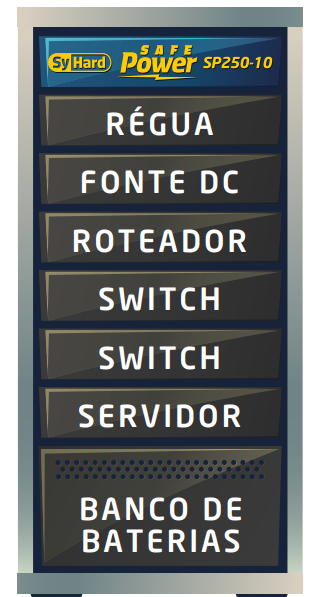 SyHard SAFE Power SP250-10
RÉGUA
FONTE DC
ROTEADOR
SWITCH
SWITCH
SERVIDOR
BANCO DE
BATERIAS